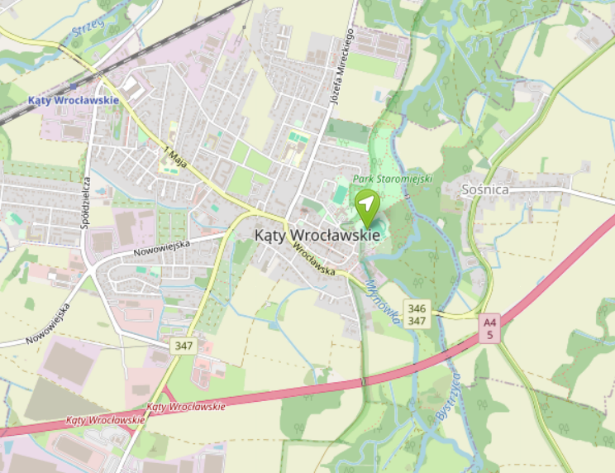 Strzeg
Józefa Mireckiego
Kąty Wrocławskie
1 Maja
Park Staromiejski
Sośnica
Spółdzielcza
Kąty Wrocławskie
Nowowiejska
Wrocławska
Młynówka
346
347
Nowowiejska
A4
5
347
Bystrzyca
Kąty Wrocławskie
Kąty Wrocławskie